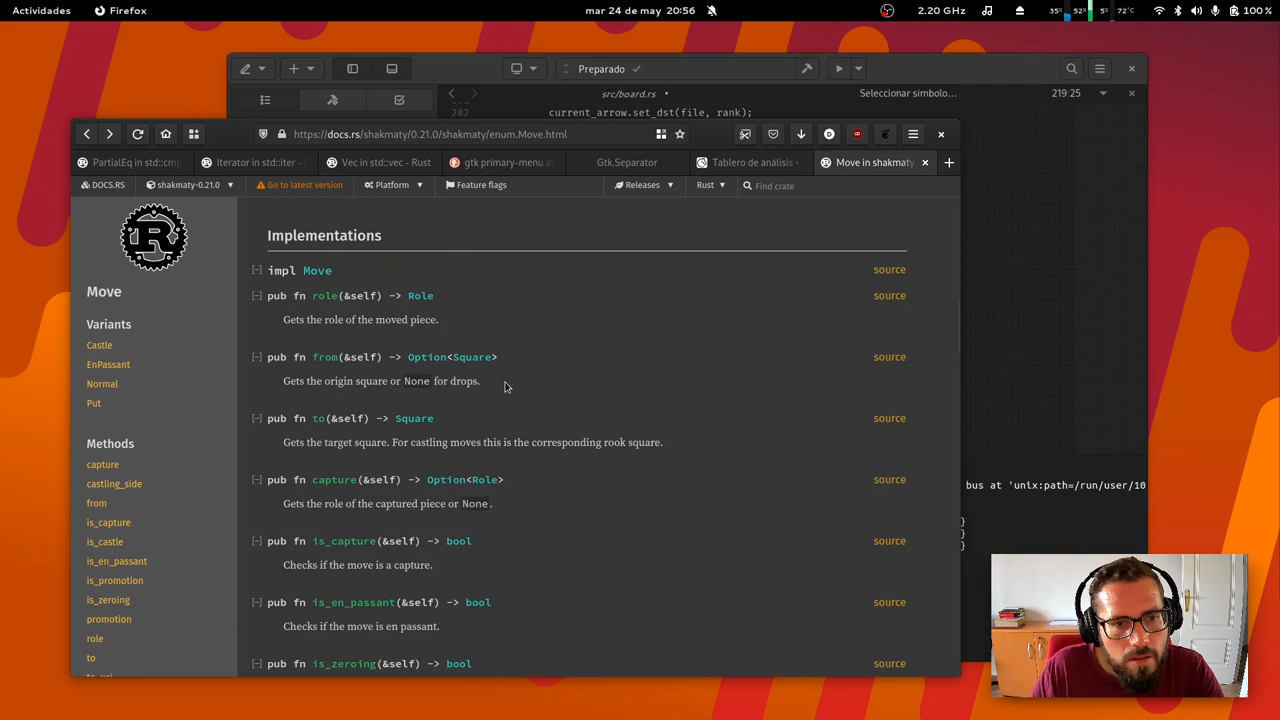 Actividades Firefox mar 24 de may 20:56 2.20 GHz 35% 52% 5% 72°C 100 %
Preparado
src/board.rs • Seleccionar símbolo… 219:25
202 current_arrow.set_dst(file, rank);
https://docs.rs/shakmaty/0.21.0/shakmaty/enum.Move.html
PartialEq in std::cmp Iterator in std::iter - Vec in std::vec - Rust gtk primary-menu at Gtk.Separator Tablero de análisis Move in shakmaty
DOCS.RS shakmaty-0.21.0 Go to latest version Platform Feature flags Releases Rust Find crate
R
Move
Variants
Castle
EnPassant
Normal
Put
Methods
capture
castling_side
from
is_capture
is_castle
is_en_passant
is_promotion
is_zeroing
promotion
role
to
to_uci
Implementations
[-] impl Move source
[-] pub fn role(&self) -> Role source
Gets the role of the moved piece.
[-] pub fn from(&self) -> Option<Square> source
Gets the origin square or None for drops.
[-] pub fn to(&self) -> Square source
Gets the target square. For castling moves this is the corresponding rook square.
[-] pub fn capture(&self) -> Option<Role> source
Gets the role of the captured piece or None.
[-] pub fn is_capture(&self) -> bool source
Checks if the move is a capture.
[-] pub fn is_en_passant(&self) -> bool source
Checks if the move is en passant.
[-] pub fn is_zeroing(&self) -> bool source
bus at 'unix:path=/run/user/10
}
}
}